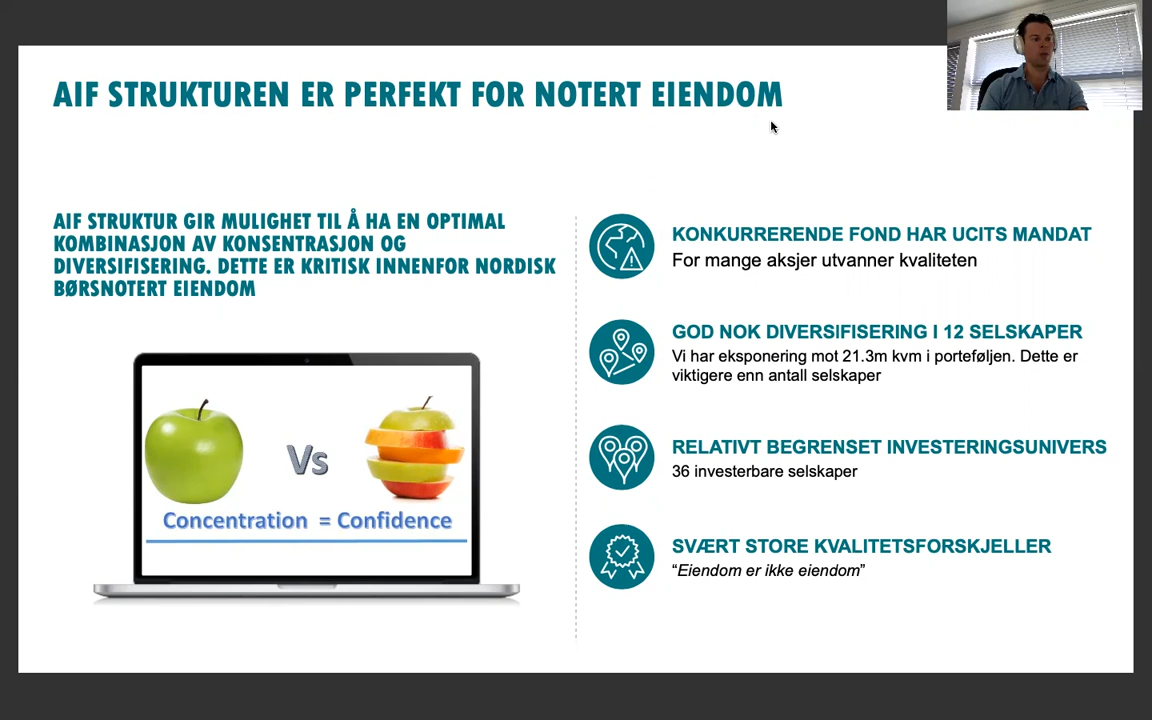 AIF STRUKTUREN ER PERFEKT FOR NOTERT EIENDOM
AIF STRUKTUR GIR MULIGHET TIL Å HA EN OPTIMAL
KOMBINASJON AV KONSENTRASJON OG
DIVERSIFISERING. DETTE ER KRITISK INNENFOR NORDISK
BØRSNOTERT EIENDOM
Vs
Concentration = Confidence
KONKURRERENDE FOND HAR UCITS MANDAT
For mange aksjer utvanner kvaliteten
GOD NOK DIVERSIFISERING I 12 SELSKAPER
Vi har eksponering mot 21.3m kvm i porteføljen. Dette er
viktigere enn antall selskaper
RELATIVT BEGRENSET INVESTERINGSUNIVERS
36 investerbare selskaper
SVÆRT STORE KVALITETSFORSKJELLER
“Eiendom er ikke eiendom”